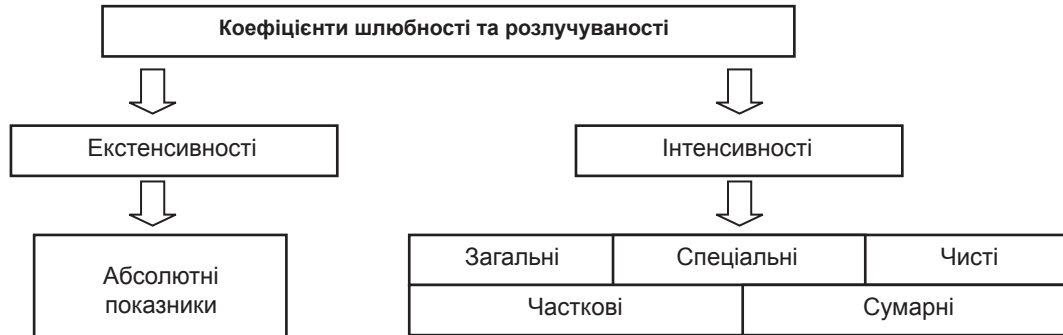 Коефіцієнти шлюбності та розлучуваності
Екстенсивності
Інтенсивності
Абсолютні
показники
Загальні
Спеціальні
Чисті
Часткові
Сумарні